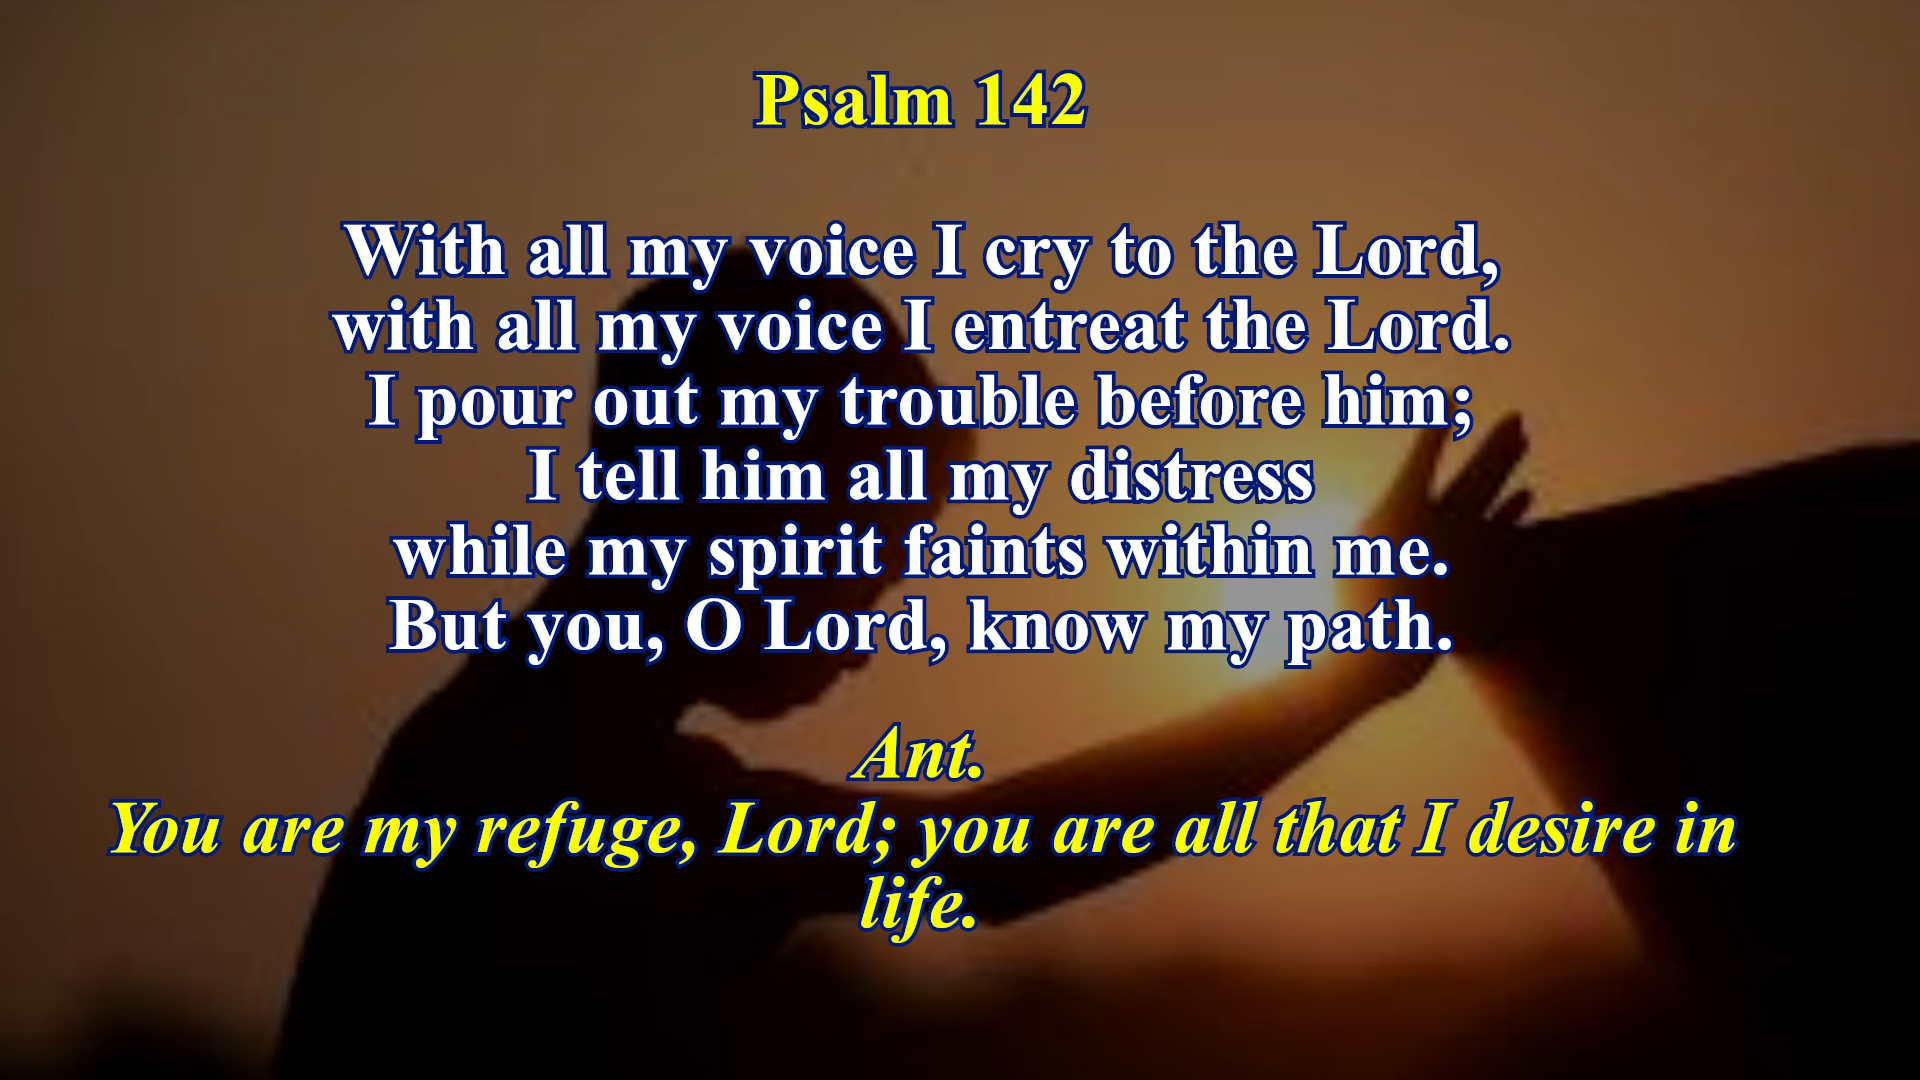 Psalm 142
With all my voice I cry to the Lord,
with all my voice I entreat the Lord.
I pour out my trouble before him;
I tell him all my distress
while my spirit faints within me.
But you, O Lord, know my path.
Ant.
You are my refuge, Lord; you are all that I desire in
life.